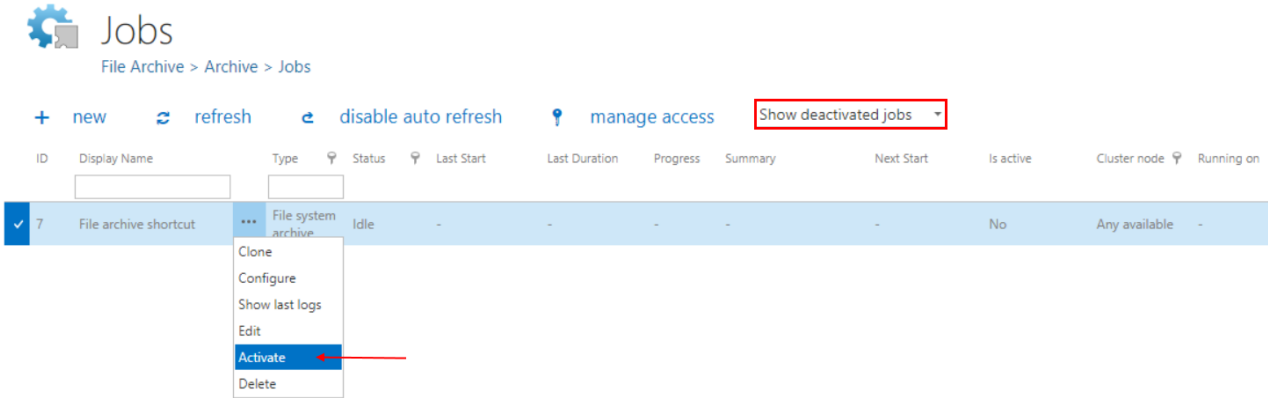 Jobs
File Archive > Archive > Jobs
new refresh disable auto refresh manage access Show deactivated jobs
ID Display Name Type Status Last Start Last Duration Progress Summary Next Start Is active Cluster node Running on
7 File archive shortcut ... File system archive Idle - - - - - No Any available -
Clone
Configure
Show last logs
Edit
Activate
Delete